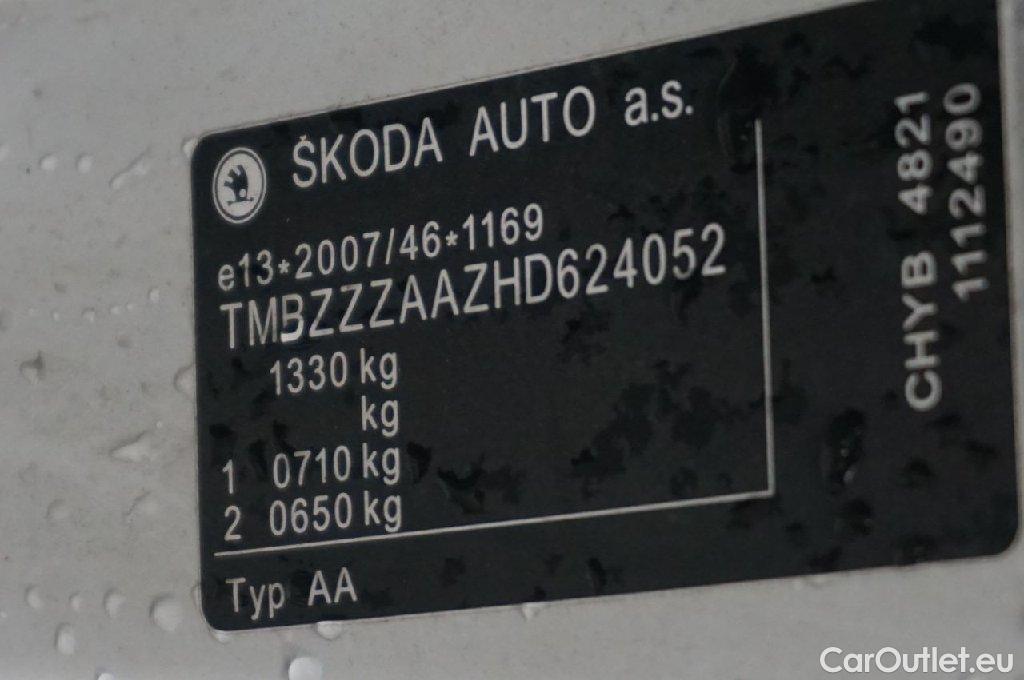 ŠKODA AUTO a.s.
e13*2007/46*1169
TMBZZZAAZHD624052
1330 kg
kg
1 0710 kg
2 0650 kg
Typ AA
CHYB 4821
1112490
CarOutlet.eu